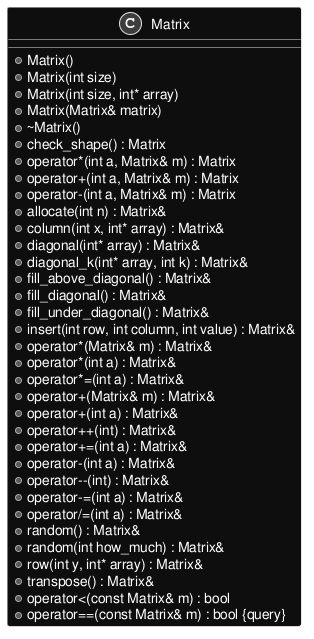 C Matrix
Matrix()
Matrix(int size)
Matrix(int size, int* array)
Matrix(Matrix& matrix)
~Matrix()
check_shape() : Matrix
operator*(int a, Matrix& m) : Matrix
operator+(int a, Matrix& m) : Matrix
operator-(int a, Matrix& m) : Matrix
allocate(int n) : Matrix&
column(int x, int* array) : Matrix&
diagonal(int* array) : Matrix&
diagonal_k(int* array, int k) : Matrix&
fill_above_diagonal() : Matrix&
fill_diagonal() : Matrix&
fill_under_diagonal() : Matrix&
insert(int row, int column, int value) : Matrix&
operator*(Matrix& m) : Matrix&
operator*(int a) : Matrix&
operator*=(int a) : Matrix&
operator+(Matrix& m) : Matrix&
operator+(int a) : Matrix&
operator++(int) : Matrix&
operator+=(int a) : Matrix&
operator-(int a) : Matrix&
operator--(int) : Matrix&
operator-=(int a) : Matrix&
operator/=(int a) : Matrix&
random() : Matrix&
random(int how_much) : Matrix&
row(int y, int* array) : Matrix&
transpose() : Matrix&
operator<(const Matrix& m) : bool
operator==(const Matrix& m) : bool {query}